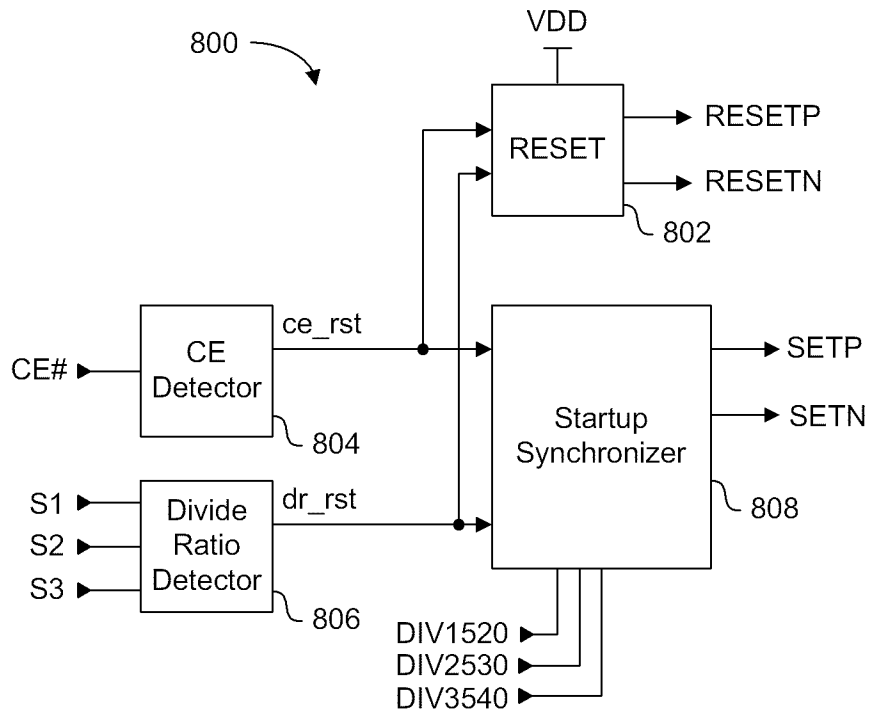 VDD
800
RESET
RESETP
RESETN
802
CE#
CE
Detector
804
ce_rst
Startup
Synchronizer
SETP
SETN
808
S1
S2
S3
Divide
Ratio
Detector
806
dr_rst
DIV1520
DIV2530
DIV3540